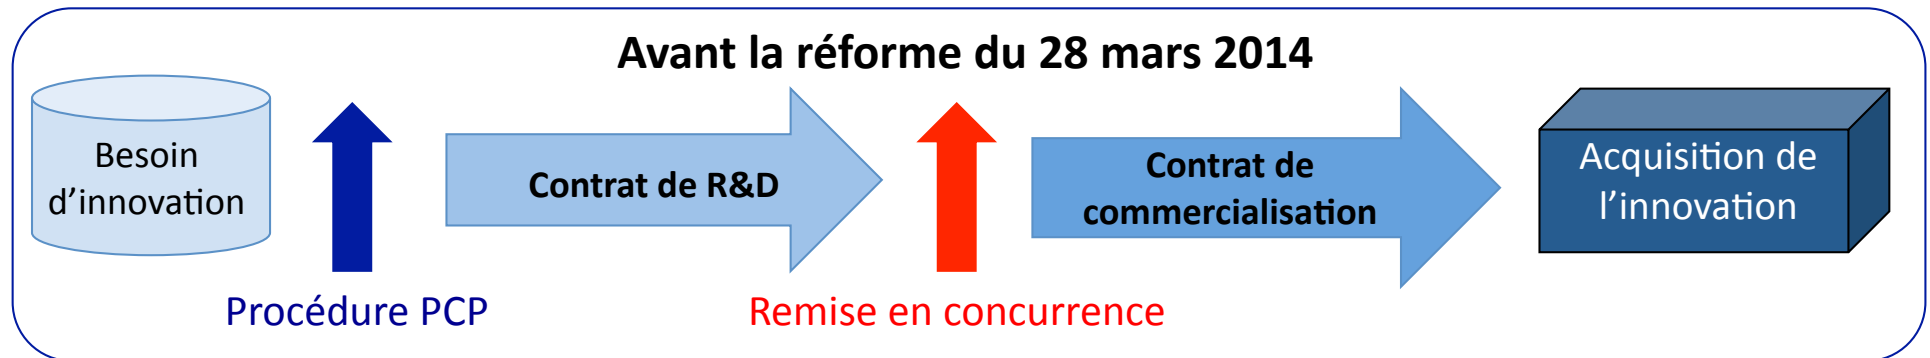 Avant la réforme du 28 mars 2014
Besoin
d’innovation
Procédure PCP
Contrat de R&D
Remise en concurrence
Contrat de
commercialisation
Acquisition de
l’innovation